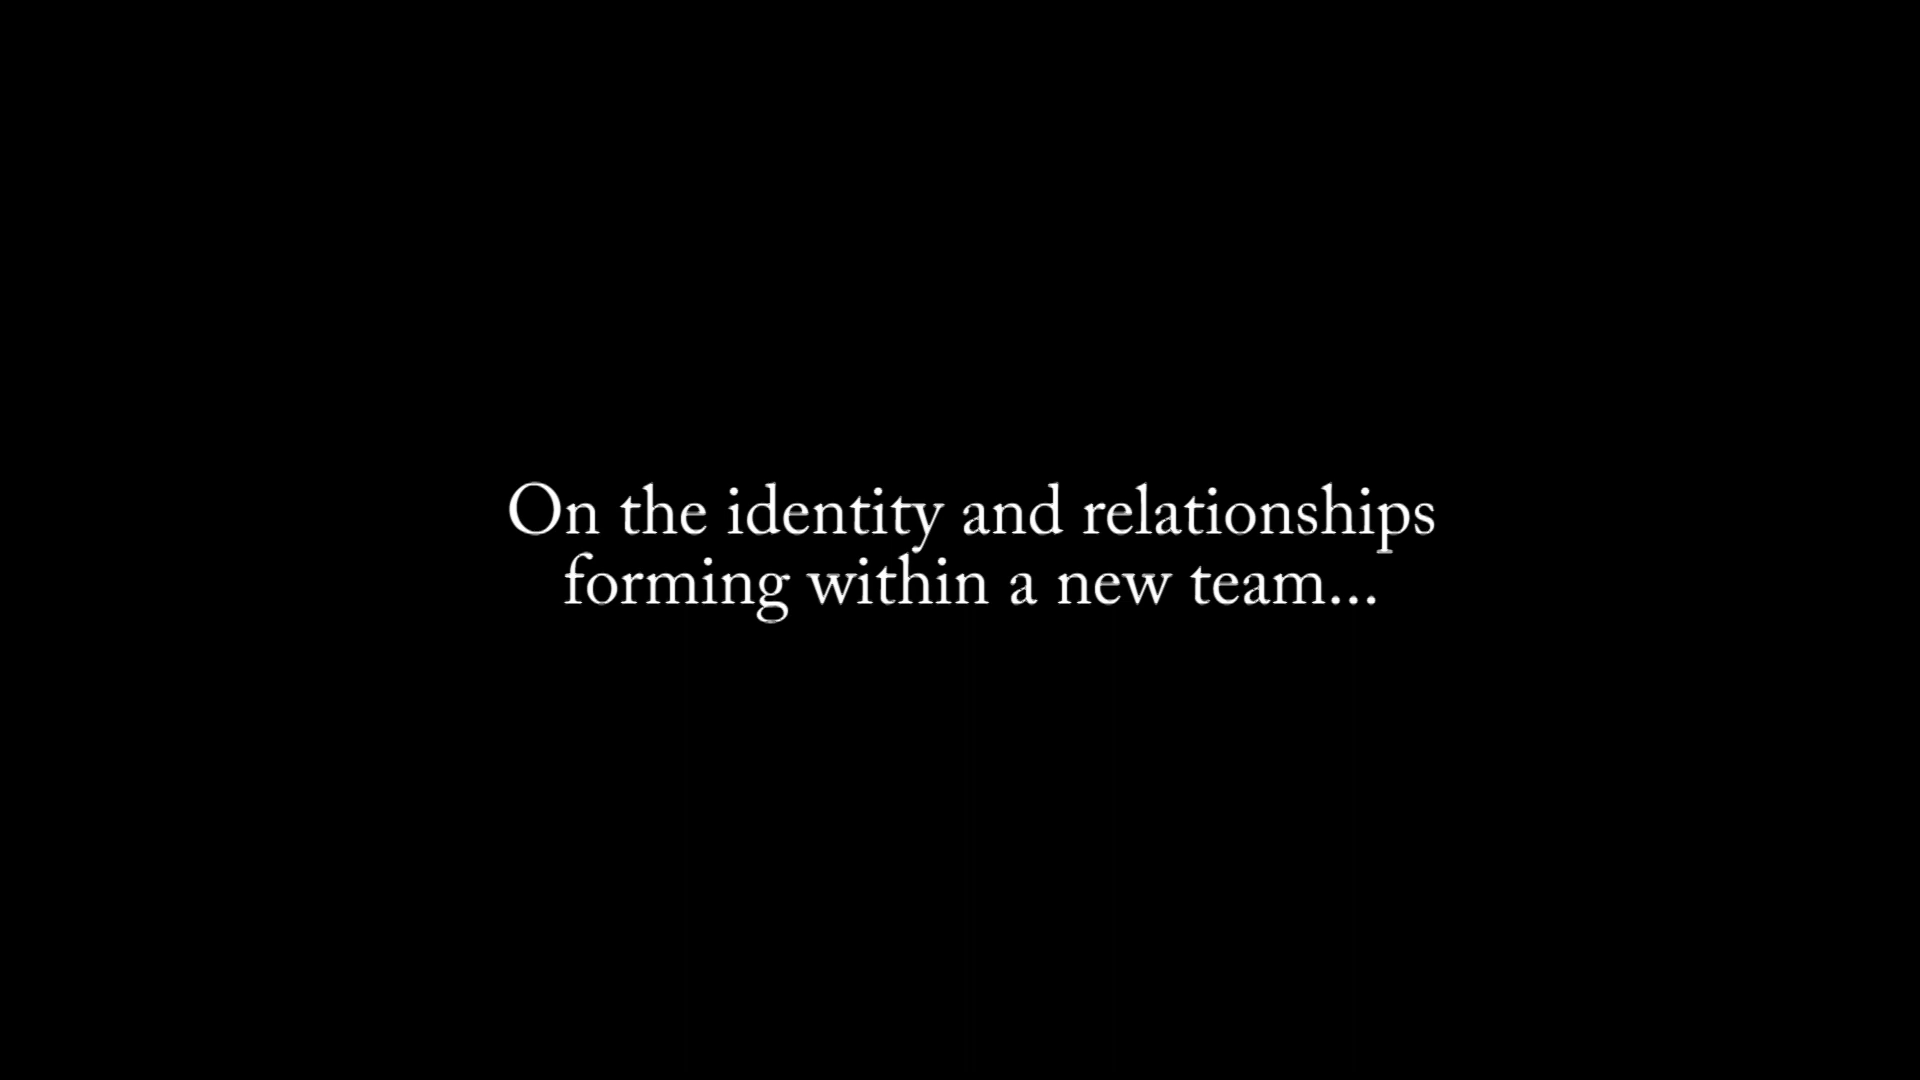 On the identity and relationships
forming within a new team...